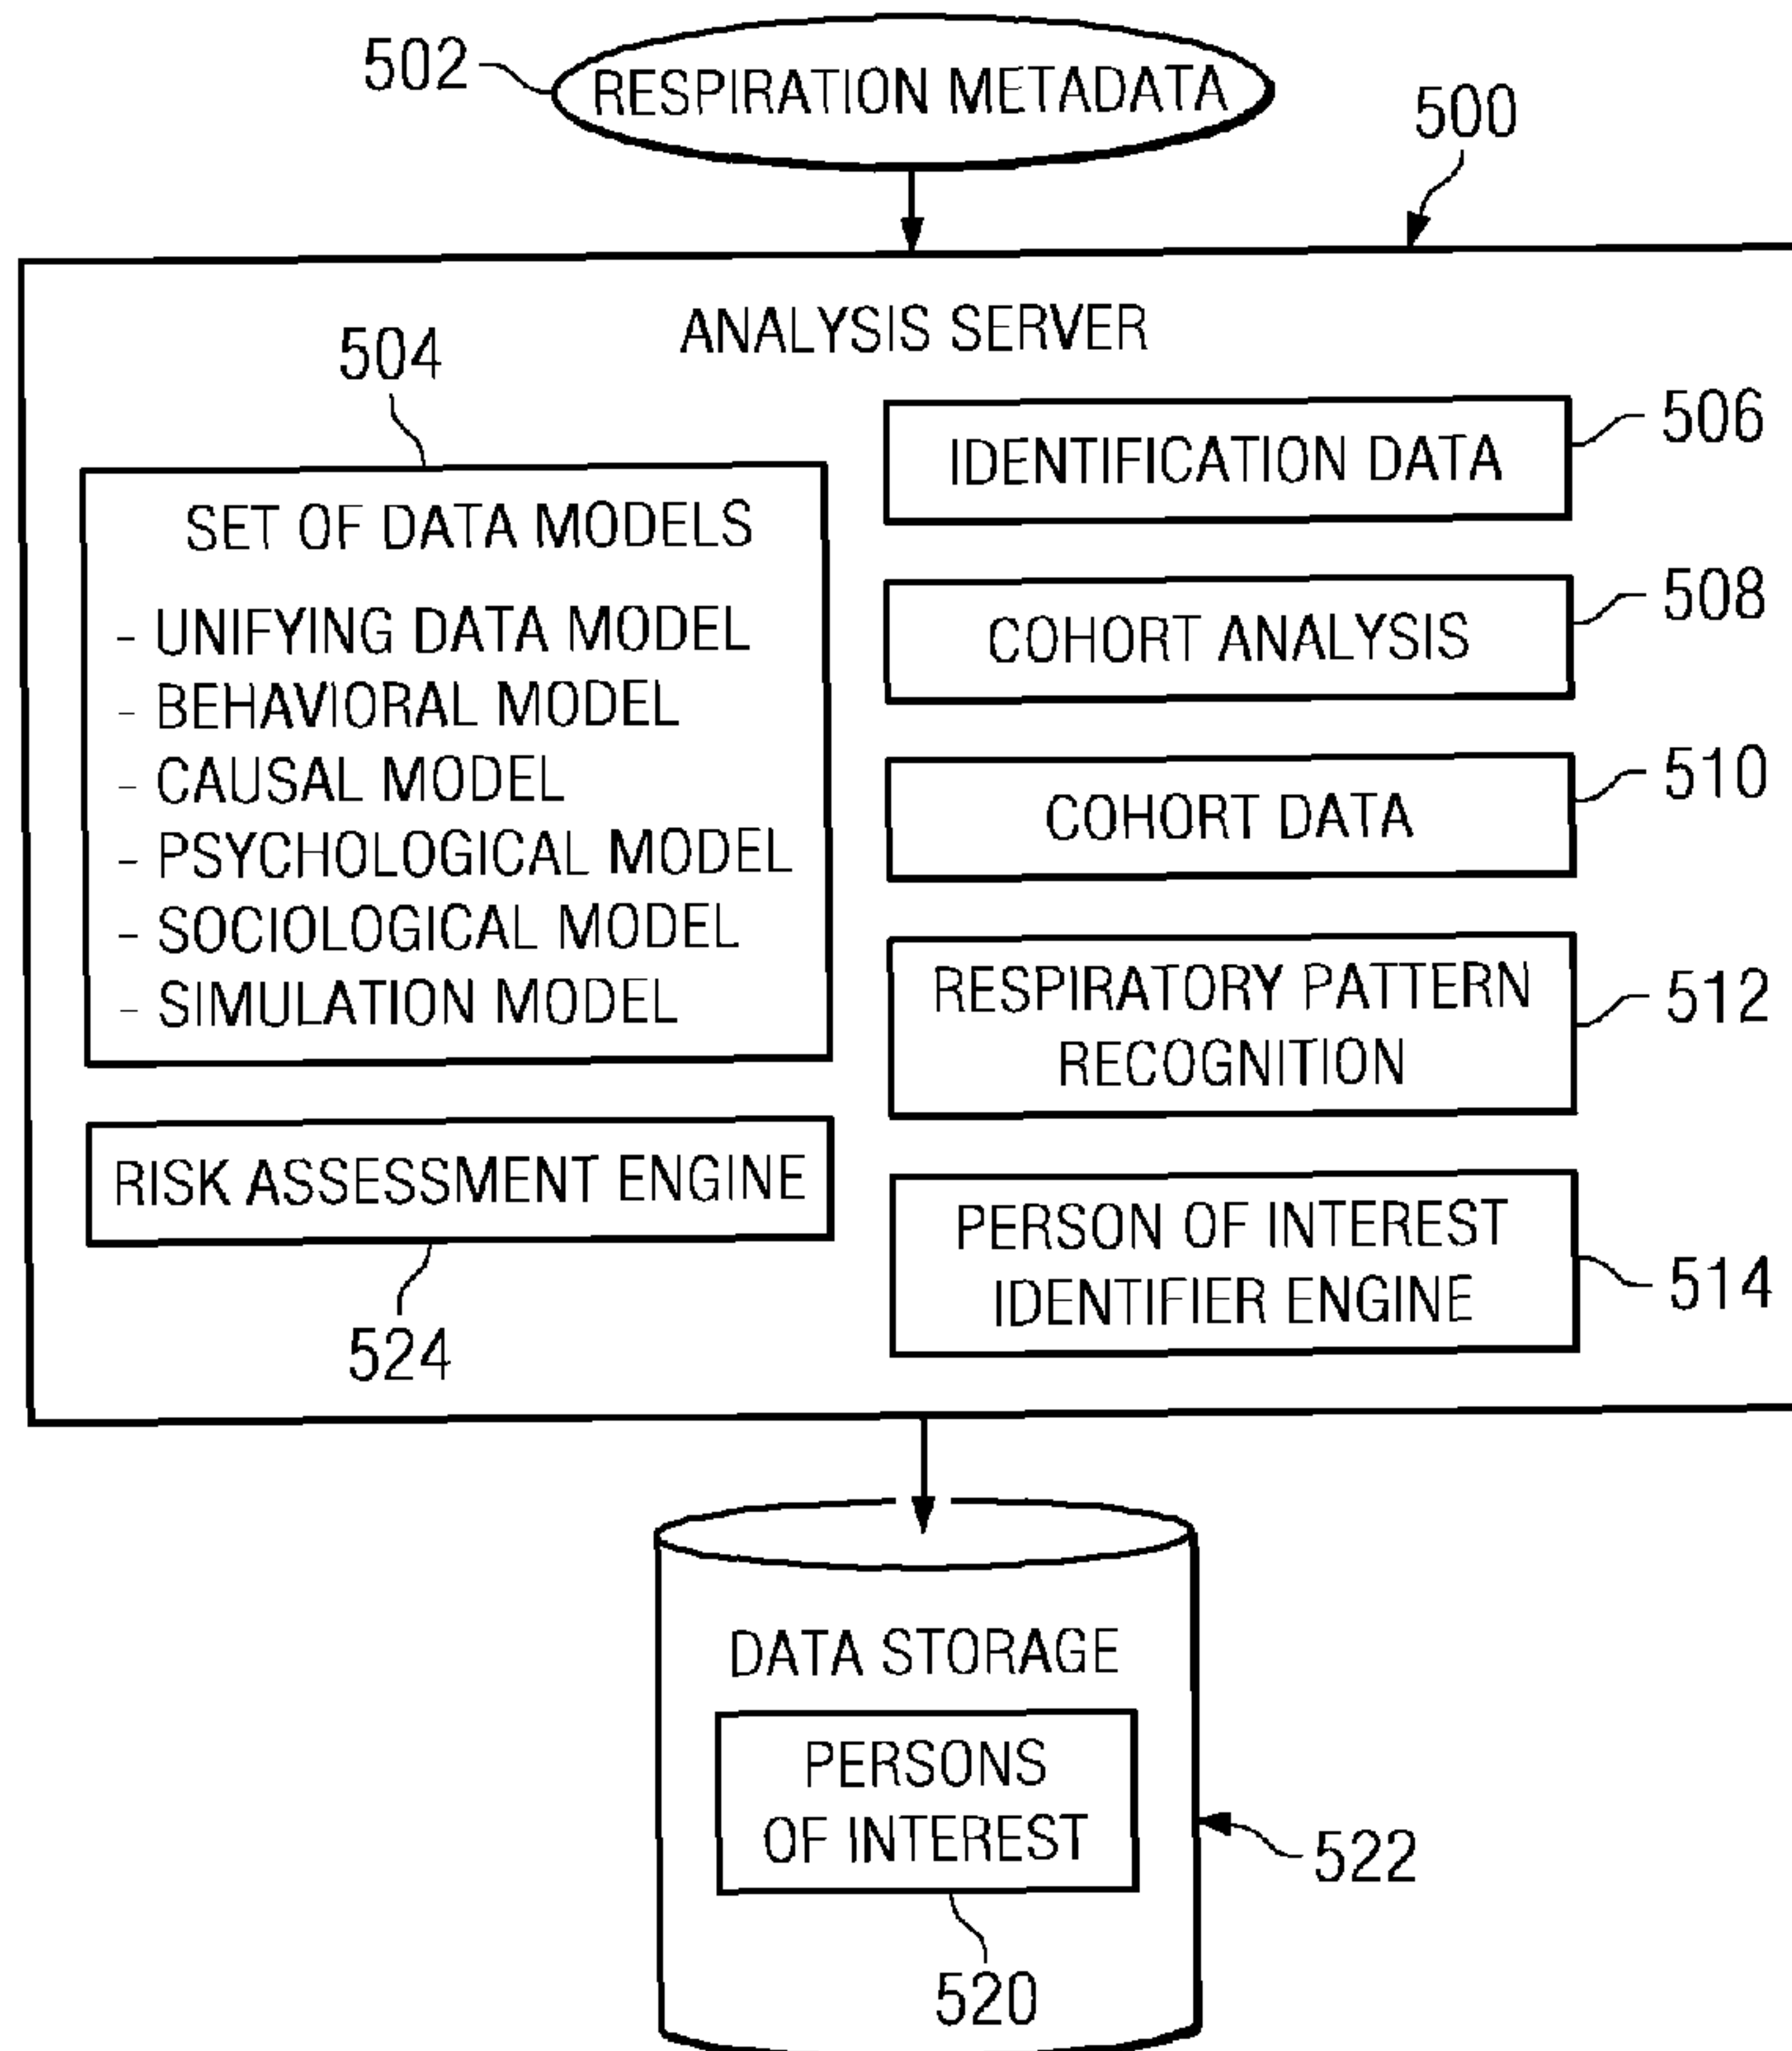 502
RESPIRATION METADATA
500
ANALYSIS SERVER
504
SET OF DATA MODELS
- UNIFYING DATA MODEL
- BEHAVIORAL MODEL
- CAUSAL MODEL
- PSYCHOLOGICAL MODEL
- SOCIOLOGICAL MODEL
- SIMULATION MODEL
RISK ASSESSMENT ENGINE
524
IDENTIFICATION DATA
506
COHORT ANALYSIS
508
COHORT DATA
510
RESPIRATORY PATTERN
RECOGNITION
512
PERSON OF INTEREST
IDENTIFIER ENGINE
514
DATA STORAGE
PERSONS
OF INTEREST
522
520